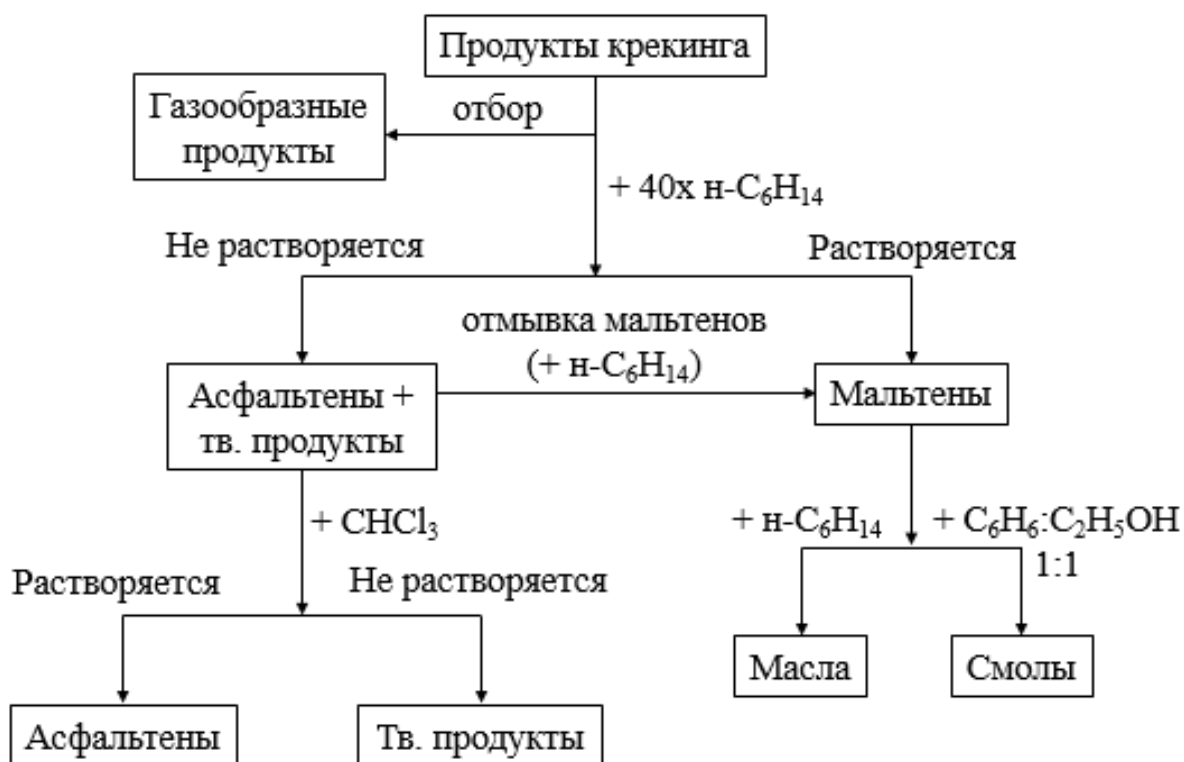 Продукты крекинга
Газообразные
продукты
отбор
+ 40x н-C₆H₁₄
Не растворяется
Растворяется
отмывка мальтенов
(+ н-C₆H₁₄)
Асфальтены +
тв. продукты
Мальтены
+ CHCl₃
+ н-C₆H₁₄
+ C₆H₆:C₂H₅OH
1:1
Растворяется
Не растворяется
Масла
Смолы
Асфальтены
Тв. продукты